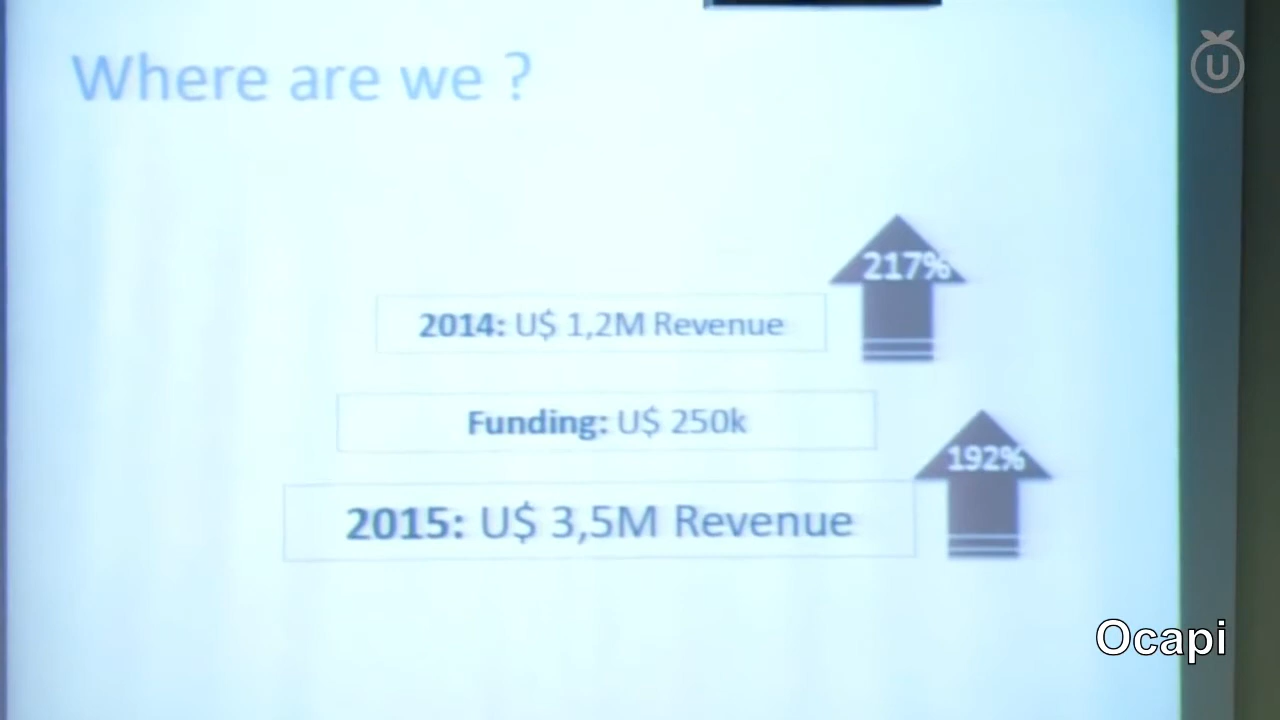 Where are we ?
U
217%
2014: U$ 1,2M Revenue
Funding: U$ 250k
192%
2015: U$ 3,5M Revenue
Ocapi